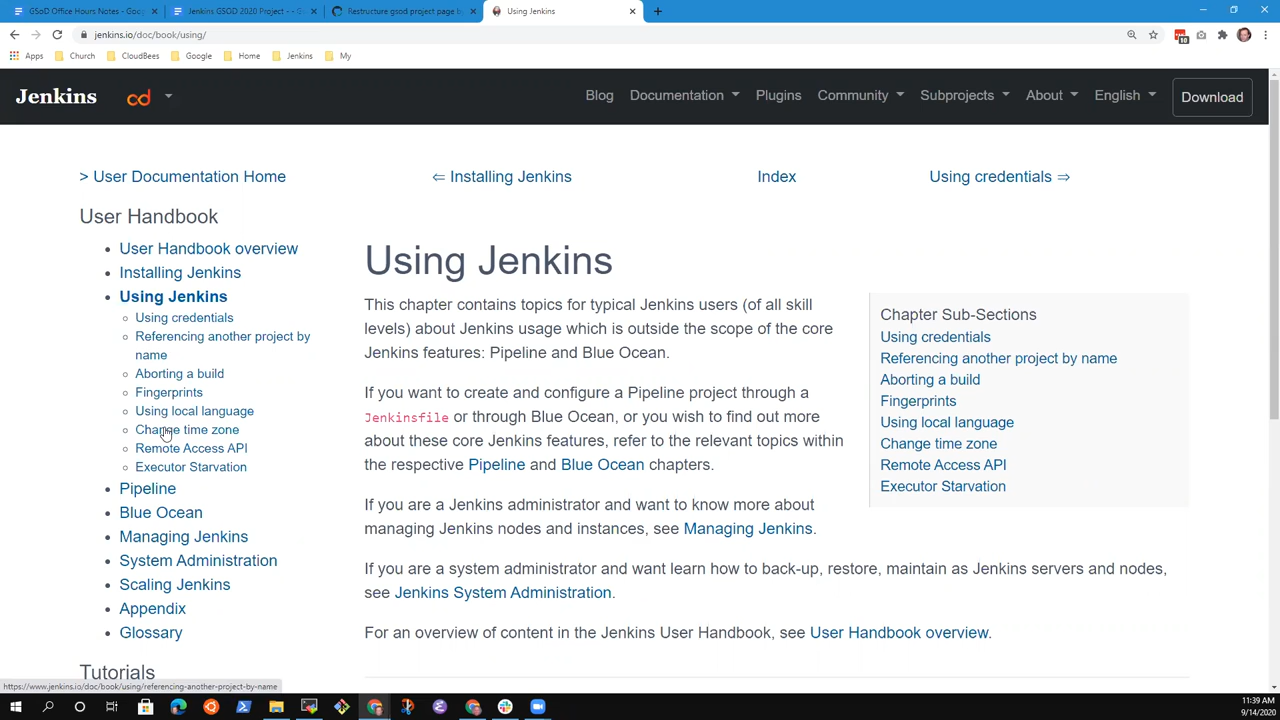 GSoD Office Hours Notes - Goog
Jenkins GSOD 2020 Project - - G
Restructure gsod project page b
Using Jenkins
jenkins.io/doc/book/using/
10
Apps
Church
CloudBees
Google
Home
Jenkins
My
Jenkins
cd
Blog
Documentation
Plugins
Community
Subprojects
About
English
Download
> User Documentation Home
⇐ Installing Jenkins
Index
Using credentials ⇒
User Handbook
User Handbook overview
Installing Jenkins
Using Jenkins
Using credentials
Referencing another project by
name
Aborting a build
Fingerprints
Using local language
Change time zone
Remote Access API
Executor Starvation
Pipeline
Blue Ocean
Managing Jenkins
System Administration
Scaling Jenkins
Appendix
Glossary
Tutorials
Using Jenkins
This chapter contains topics for typical Jenkins users (of all skill
levels) about Jenkins usage which is outside the scope of the core
Jenkins features: Pipeline and Blue Ocean.
If you want to create and configure a Pipeline project through a
Jenkinsfile or through Blue Ocean, or you wish to find out more
about these core Jenkins features, refer to the relevant topics within
the respective Pipeline and Blue Ocean chapters.
If you are a Jenkins administrator and want to know more about
managing Jenkins nodes and instances, see Managing Jenkins.
If you are a system administrator and want learn how to back-up, restore, maintain as Jenkins servers and nodes,
see Jenkins System Administration.
For an overview of content in the Jenkins User Handbook, see User Handbook overview.
Chapter Sub-Sections
Using credentials
Referencing another project by name
Aborting a build
Fingerprints
Using local language
Change time zone
Remote Access API
Executor Starvation
https://www.jenkins.io/doc/book/using/referencing-another-project-by-name
11:39 AM
9/14/2020